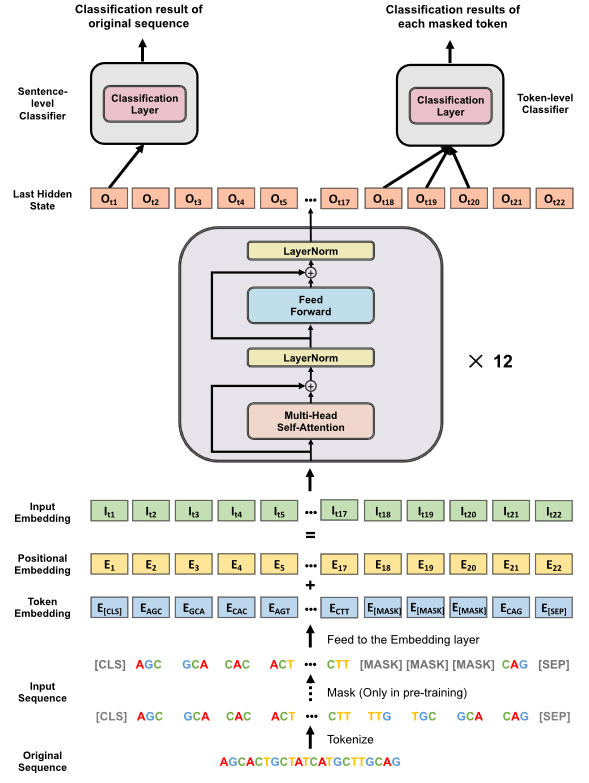 Classification result of
original sequence
Classification results of
each masked token
Sentence-
level
Classifier
Classification
Layer
Classification
Layer
Token-level
Classifier
Last Hidden
State
Ot1 Ot2 Ot3 Ot4 Ot5 ••• Ot17 Ot18 Ot19 Ot20 Ot21 Ot22
LayerNorm
+
Feed
Forward
LayerNorm
+
Multi-Head
Self-Attention
× 12
Input
Embedding
It1 It2 It3 It4 It5 ••• It17 It18 It19 It20 It21 It22
=
Positional
Embedding
E1 E2 E3 E4 E5 ••• E17 E18 E19 E20 E21 E22
+
Token
Embedding
E[CLS] EAGC EGCA ECAC EAGT ••• ECTT E[MASK] E[MASK] E[MASK] ECAG E[SEP]
Feed to the Embedding layer
[CLS] AGC GCA CAC ACT ••• CTT [MASK] [MASK] [MASK] CAG [SEP]
Input
Sequence
Mask (Only in pre-training)
[CLS] AGC GCA CAC ACT ••• CTT TTG TGC GCA CAG [SEP]
Tokenize
Original
Sequence
AGCACTGCTATCATGCTTGCAG